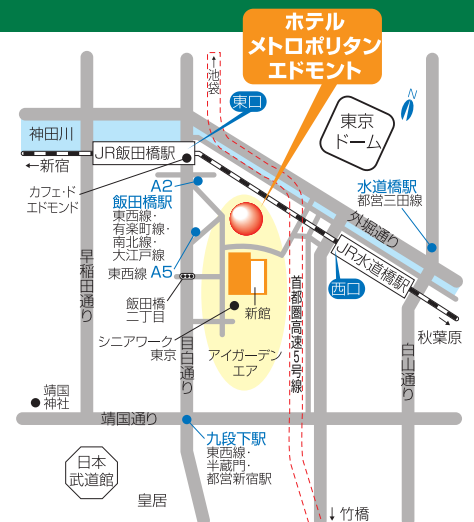 ホテル
メトロポリタン
エドモント
↑池袋
東口
神田川
JR飯田橋駅
←新宿
東京
ドーム
N
カフェ・ド
エドモンド
A2
飯田橋駅
東西線・
有楽町線・
南北線・
大江戸線
東西線 A5
水道橋駅
都営三田線
外堀通り
JR水道橋駅
西口
早稲田通り
飯田橋
二丁目
新館
首都圏高速5号線
秋葉原
シニアワーク
東京
目白通り
アイガーデン
エア
白山通り
靖国
神社
靖国通り
九段下駅
東西線・
半蔵門・
都営新宿駅
日本
武道館
皇居
↓竹橋